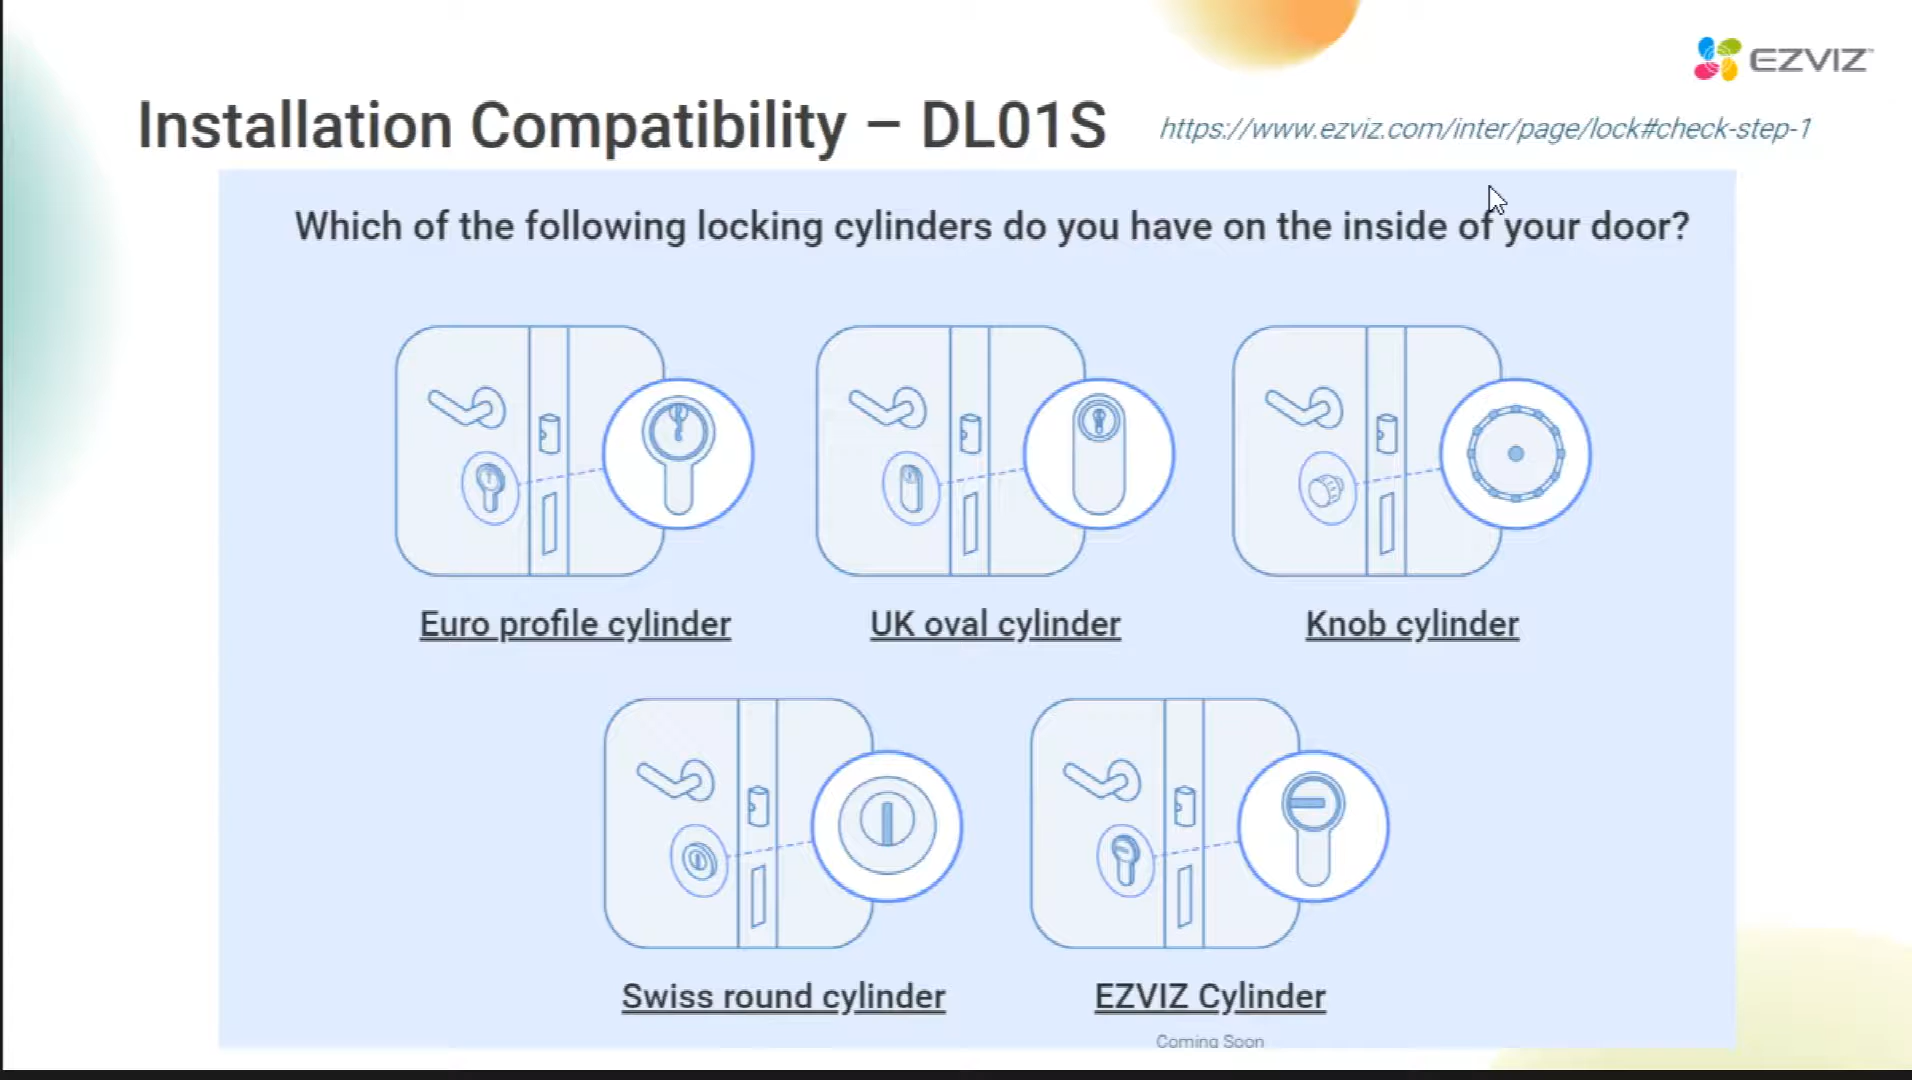 EZVIZ
Installation Compatibility – DL01S
https://www.ezviz.com/inter/page/lock#check-step-1
Which of the following locking cylinders do you have on the inside of your door?
Euro profile cylinder
UK oval cylinder
Knob cylinder
Swiss round cylinder
EZVIZ Cylinder
Coming Soon